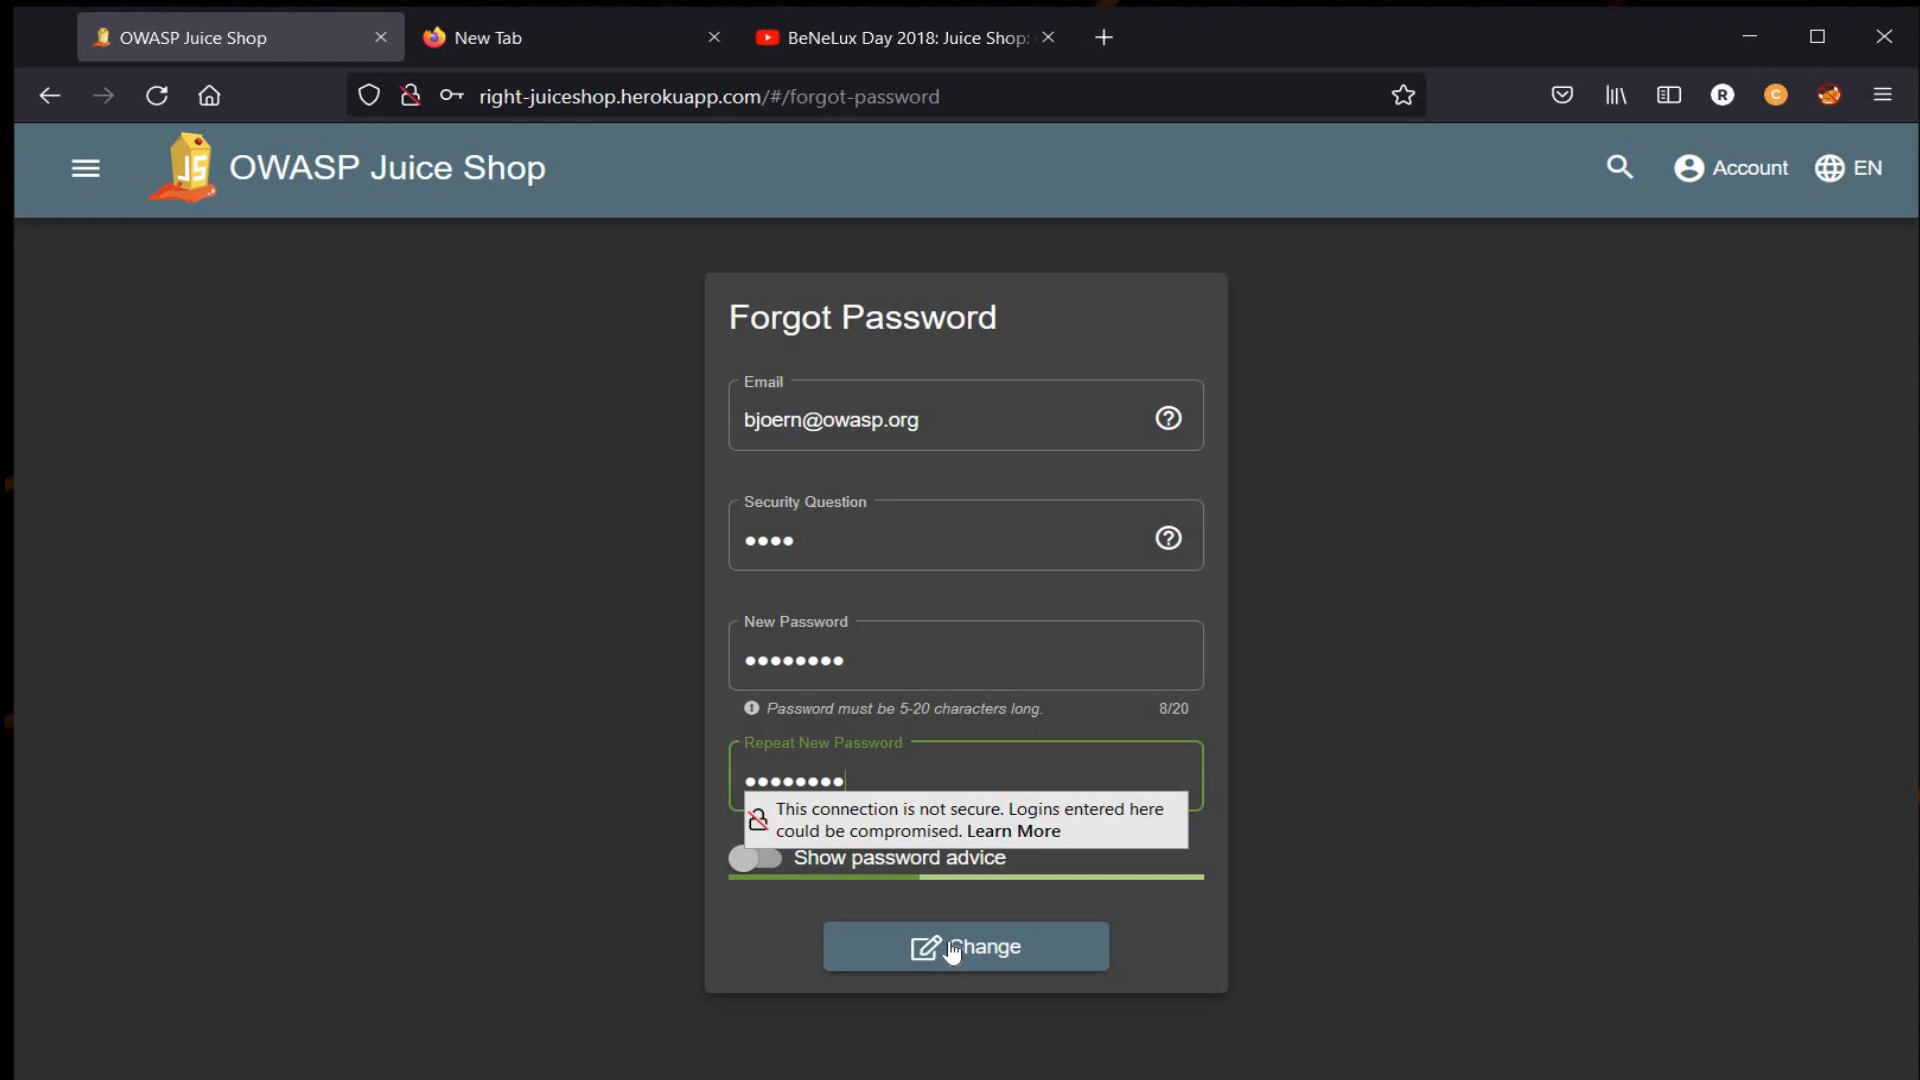 OWASP Juice Shop
New Tab
BeNeLux Day 2018: Juice Shop:
right-juiceshop.herokuapp.com/#/forgot-password
R
C
JS
OWASP Juice Shop
Account
EN
Forgot Password
Email
bjoern@owasp.org
Security Question
••••
New Password
••••••••
Password must be 5-20 characters long.
8/20
Repeat New Password
••••••••
This connection is not secure. Logins entered here
could be compromised. Learn More
Show password advice
Change